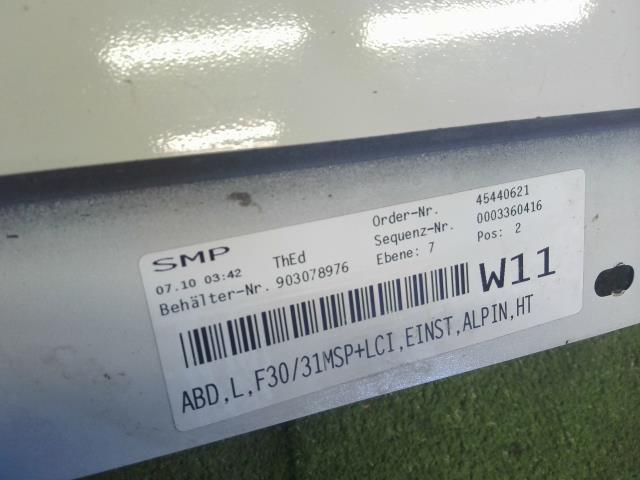 SMP
07.10 03:42 ThEd Order-Nr. 45440621
Sequenz-Nr. 0003360416
Behälter-Nr. 903078976 Ebene: 7 Pos: 2
W11
ABD,L,F30/31MSP+LCI,EINST,ALPIN,HT